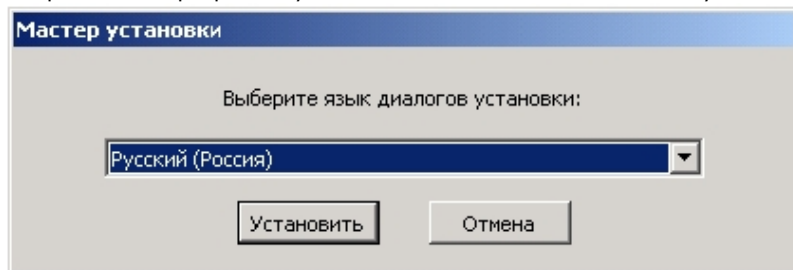 Мастер установки
Выберите язык диалогов установки:
Русский (Россия)
Установить Отмена